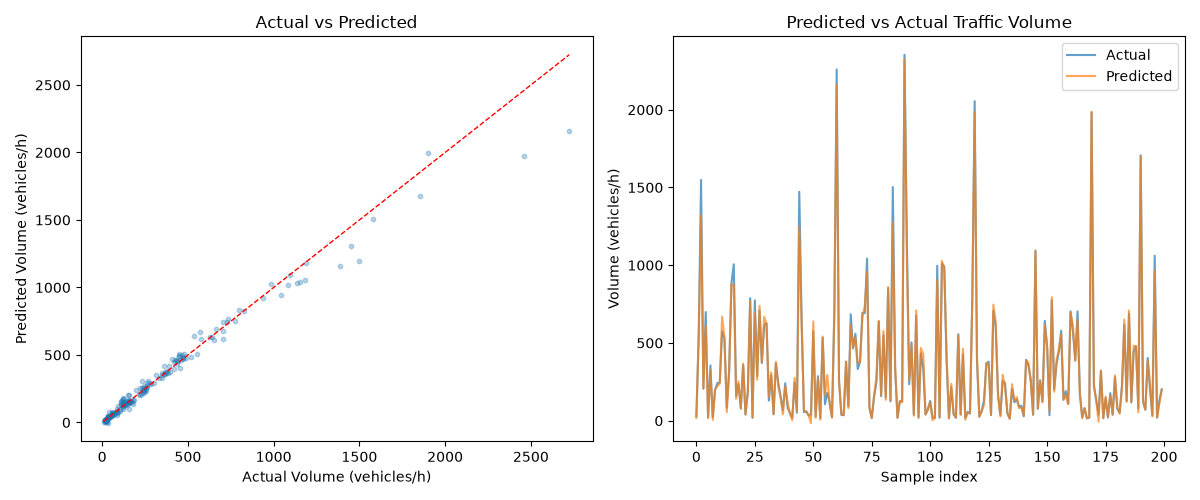 Actual vs Predicted
Predicted Volume (vehicles/h)
2500
2000
1500
1000
500
0
0 500 1000 1500 2000 2500
Actual Volume (vehicles/h)
Predicted vs Actual Traffic Volume
Actual
Predicted
Volume (vehicles/h)
2000
1500
1000
500
0
0 25 50 75 100 125 150 175 200
Sample index